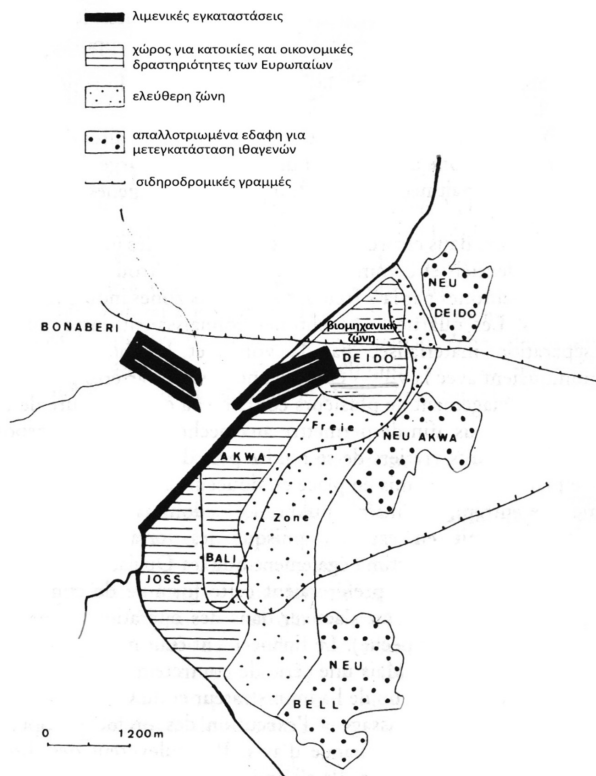 λιμενικές εγκαταστάσεις
χώρος για κατοικίες και οικονομικές
δραστηριότητες των Ευρωπαίων
ελεύθερη ζώνη
απαλλοτριωμένα εδαφη για
μετεγκατάσταση ιθαγενών
σιδηροδρομικές γραμμές
NEU
DEIDO
BONABERI
βιομηχανική
ζώνη
DEIDO
Freie
NEU AKWA
AKWA
Zone
BALI
JOSS
NEU
BELL
0 1200m